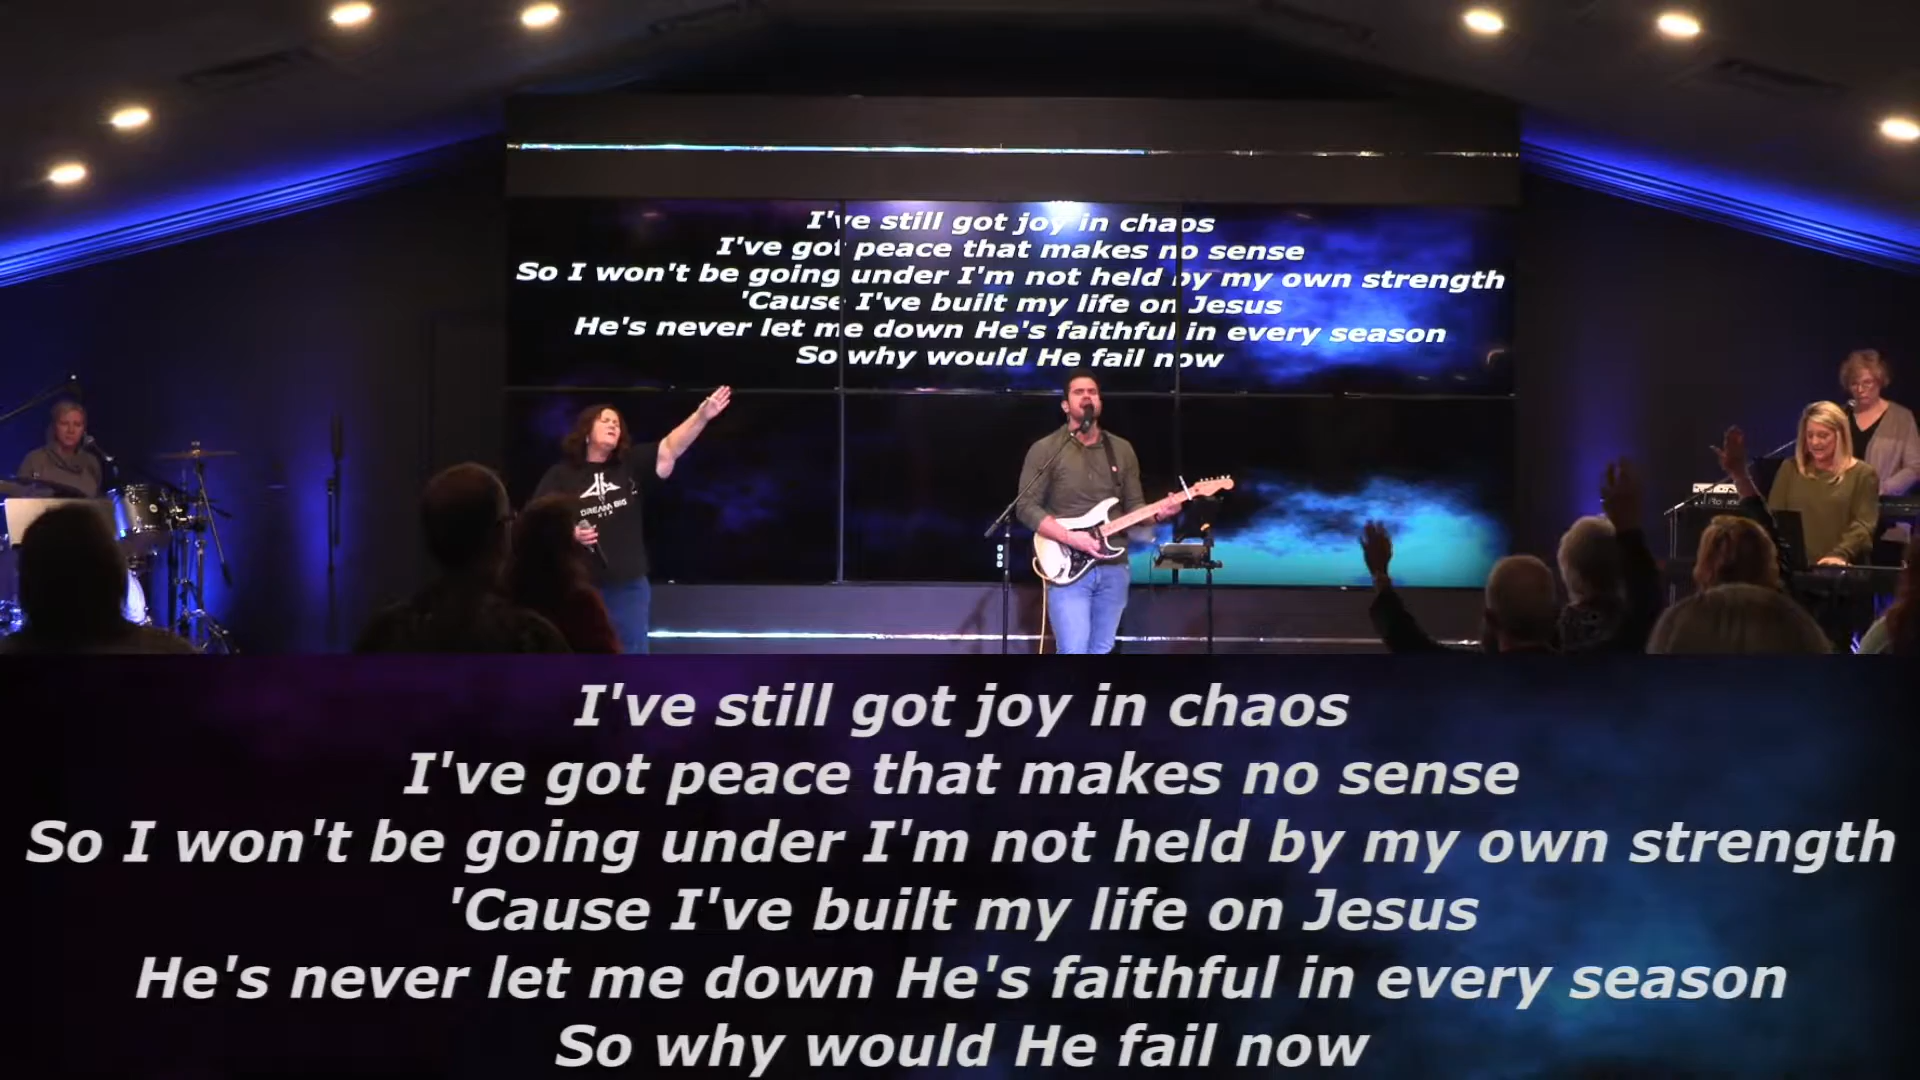 I've still got joy in chaos
I've got peace that makes no sense
So I won't be going under I'm not held by my own strength
'Cause I've built my life on Jesus
He's never let me down He's faithful in every season
So why would He fail now
DREAM BIG
I've still got joy in chaos
I've got peace that makes no sense
So I won't be going under I'm not held by my own strength
'Cause I've built my life on Jesus
He's never let me down He's faithful in every season
So why would He fail now